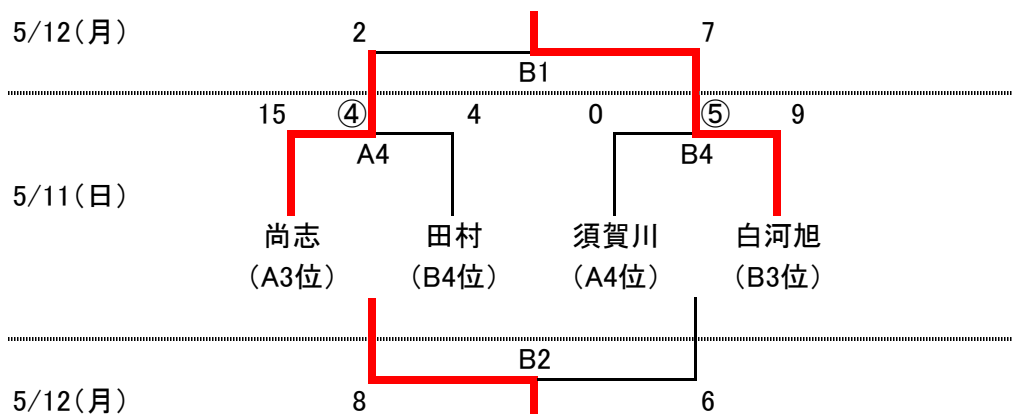 5/12（月） 2 7
B1
15 ④ 4 0 ⑤ 9
A4 B4
5/11（日）
尚志 田村 須賀川 白河旭
（A3位） （B4位） （A4位） （B3位）
B2
5/12（月） 8 6